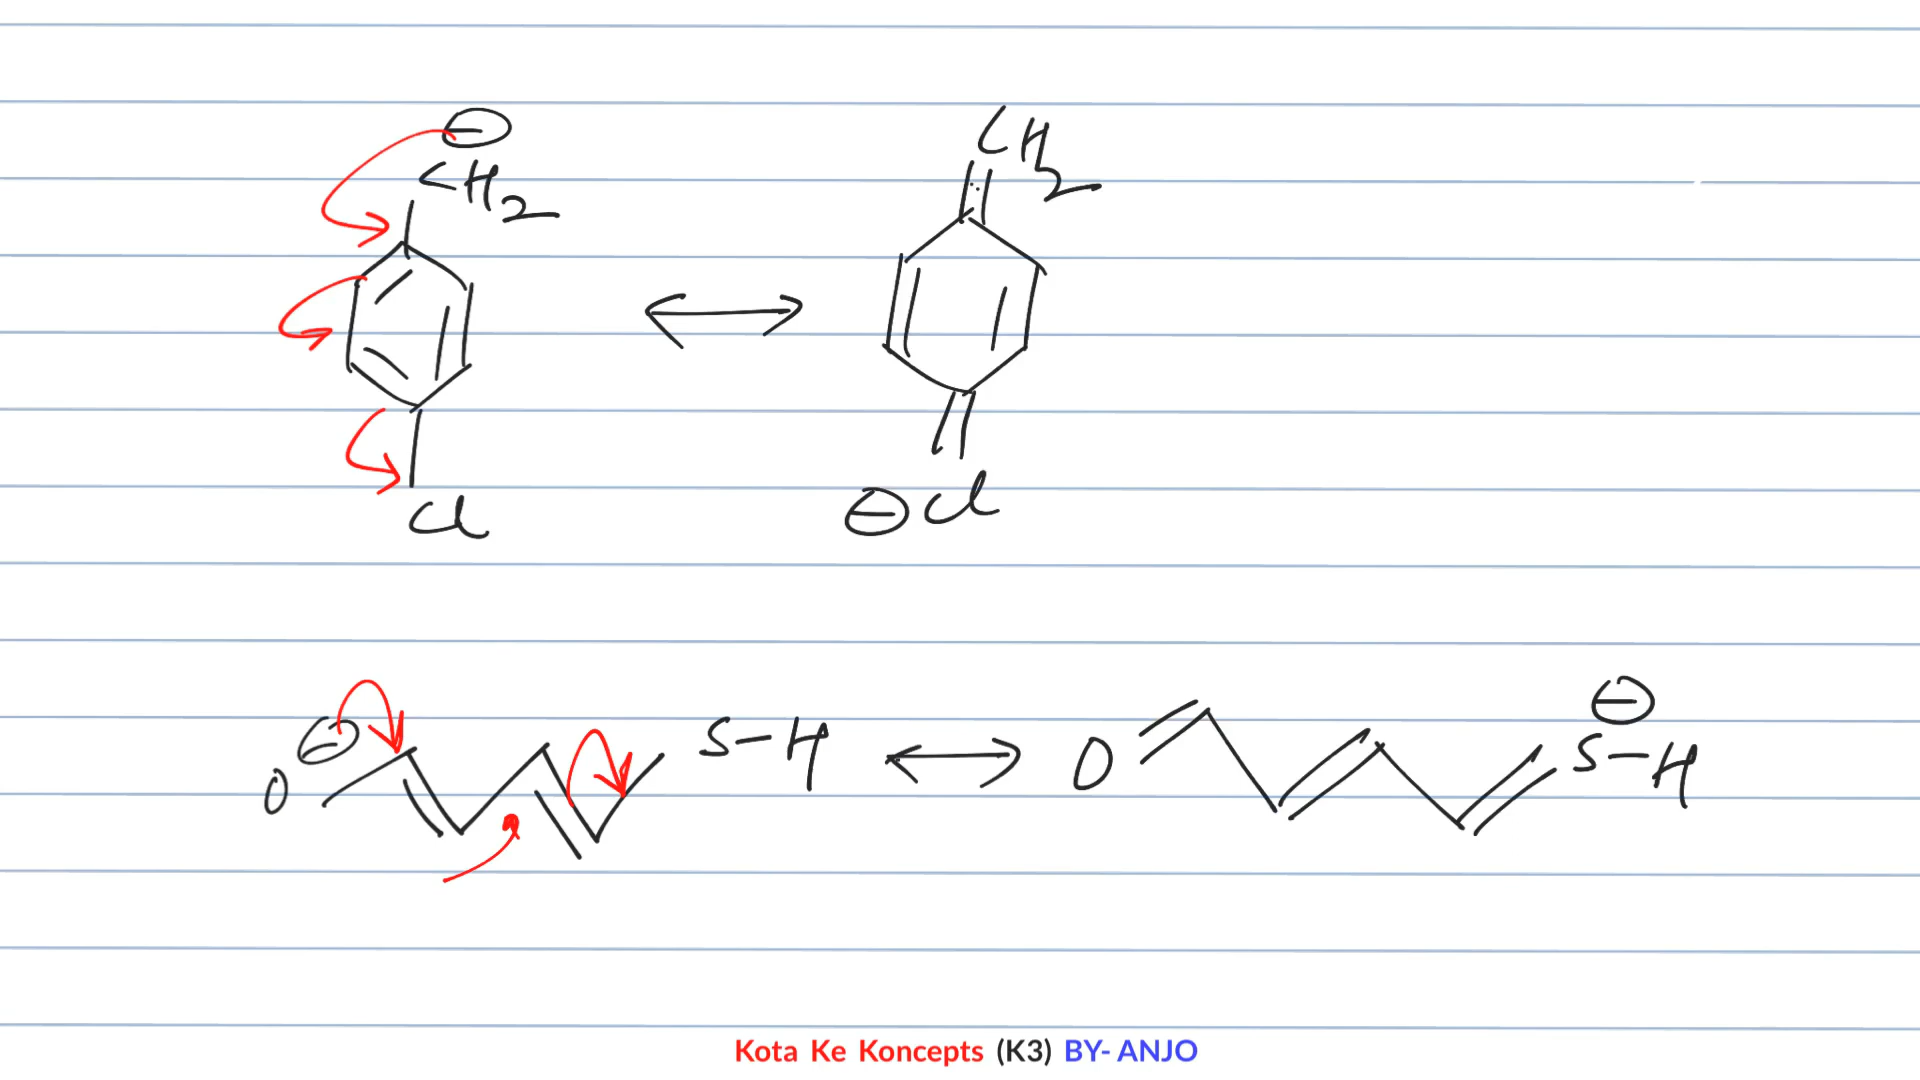 ⊖
CH2 CH2
Cl ⊖ Cl
⊖ ⊖
O S-H O S-H
Kota Ke Koncepts (K3) BY- ANJO